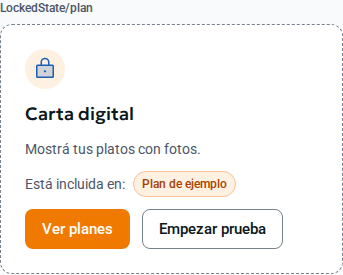 LockedState/plan
Carta digital
Mostrá tus platos con fotos.
Está incluida en: Plan de ejemplo
Ver planes Empezar prueba